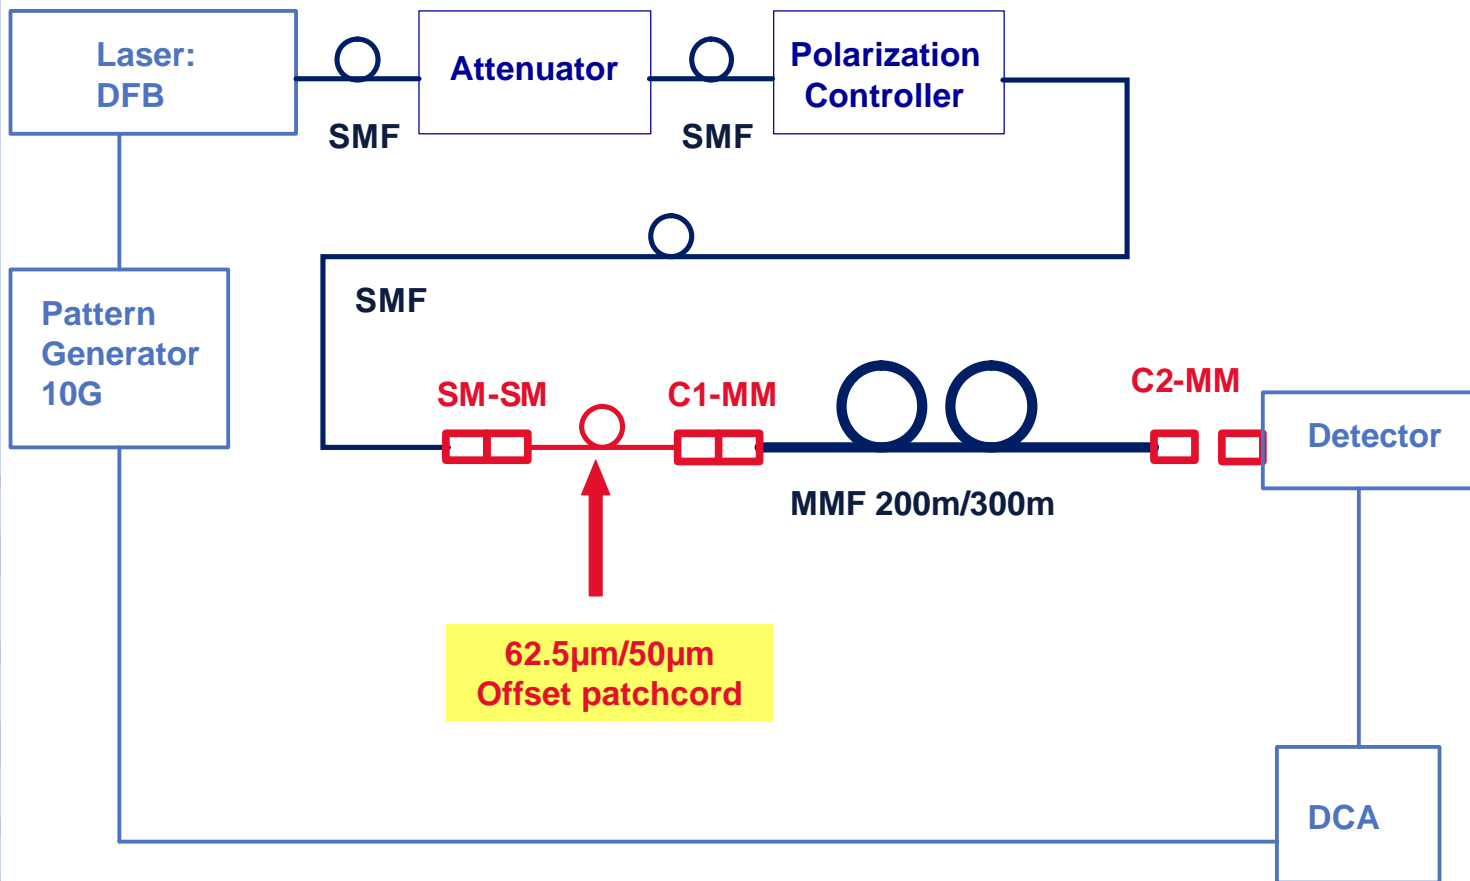 Laser:
DFB
Attenuator
Polarization
Controller
SMF
SMF
SMF
Pattern
Generator
10G
SM-SM
C1-MM
C2-MM
Detector
MMF 200m/300m
62.5µm/50µm
Offset patchcord
DCA